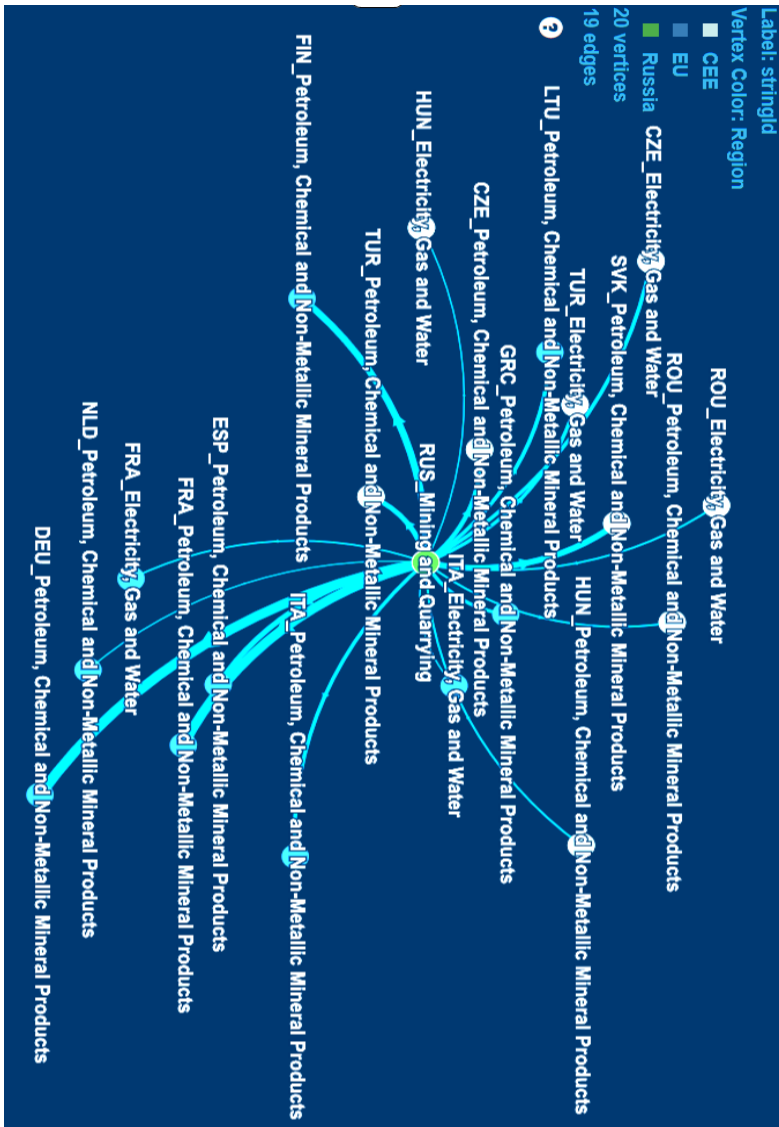 Label: stringId
Vertex Color: Region
CEE
EU
Russia
20 vertices
19 edges
?
ROU_Electricity, Gas and Water
ROU_Petroleum, Chemical and Non-Metallic Mineral Products
CZE_Electricity, Gas and Water
SVK_Petroleum, Chemical and Non-Metallic Mineral Products
TUR_Electricity, Gas and Water
HUN_Petroleum, Chemical and Non-Metallic Mineral Products
LTU_Petroleum, Chemical and Non-Metallic Mineral Products
GRC_Petroleum, Chemical and Non-Metallic Mineral Products
CZE_Petroleum, Chemical and Non-Metallic Mineral Products
ITA_Electricity, Gas and Water
RUS_Mining and Quarrying
HUN_Electricity, Gas and Water
TUR_Petroleum, Chemical and Non-Metallic Mineral Products
FIN_Petroleum, Chemical and Non-Metallic Mineral Products
ITA_Petroleum, Chemical and Non-Metallic Mineral Products
ESP_Petroleum, Chemical and Non-Metallic Mineral Products
FRA_Petroleum, Chemical and Non-Metallic Mineral Products
FRA_Electricity, Gas and Water
NLD_Petroleum, Chemical and Non-Metallic Mineral Products
DEU_Petroleum, Chemical and Non-Metallic Mineral Products